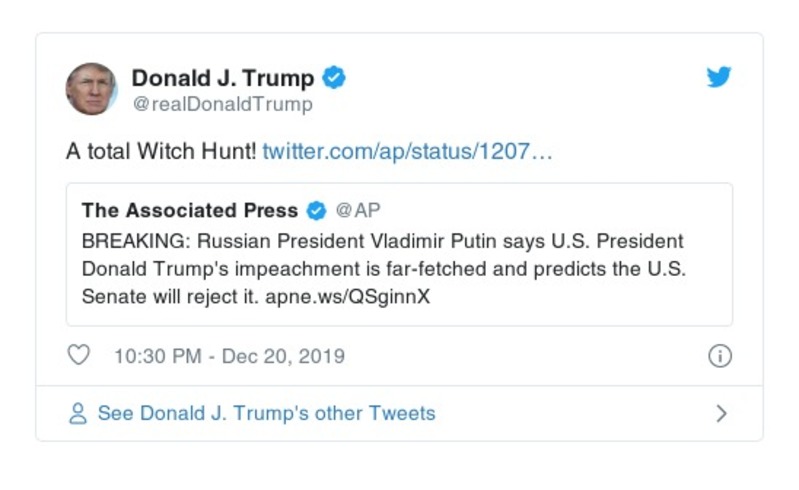 Donald J. Trump
@realDonaldTrump
A total Witch Hunt! twitter.com/ap/status/1207…
The Associated Press @AP
BREAKING: Russian President Vladimir Putin says U.S. President
Donald Trump's impeachment is far-fetched and predicts the U.S.
Senate will reject it. apne.ws/QSginnX
10:30 PM - Dec 20, 2019
See Donald J. Trump's other Tweets